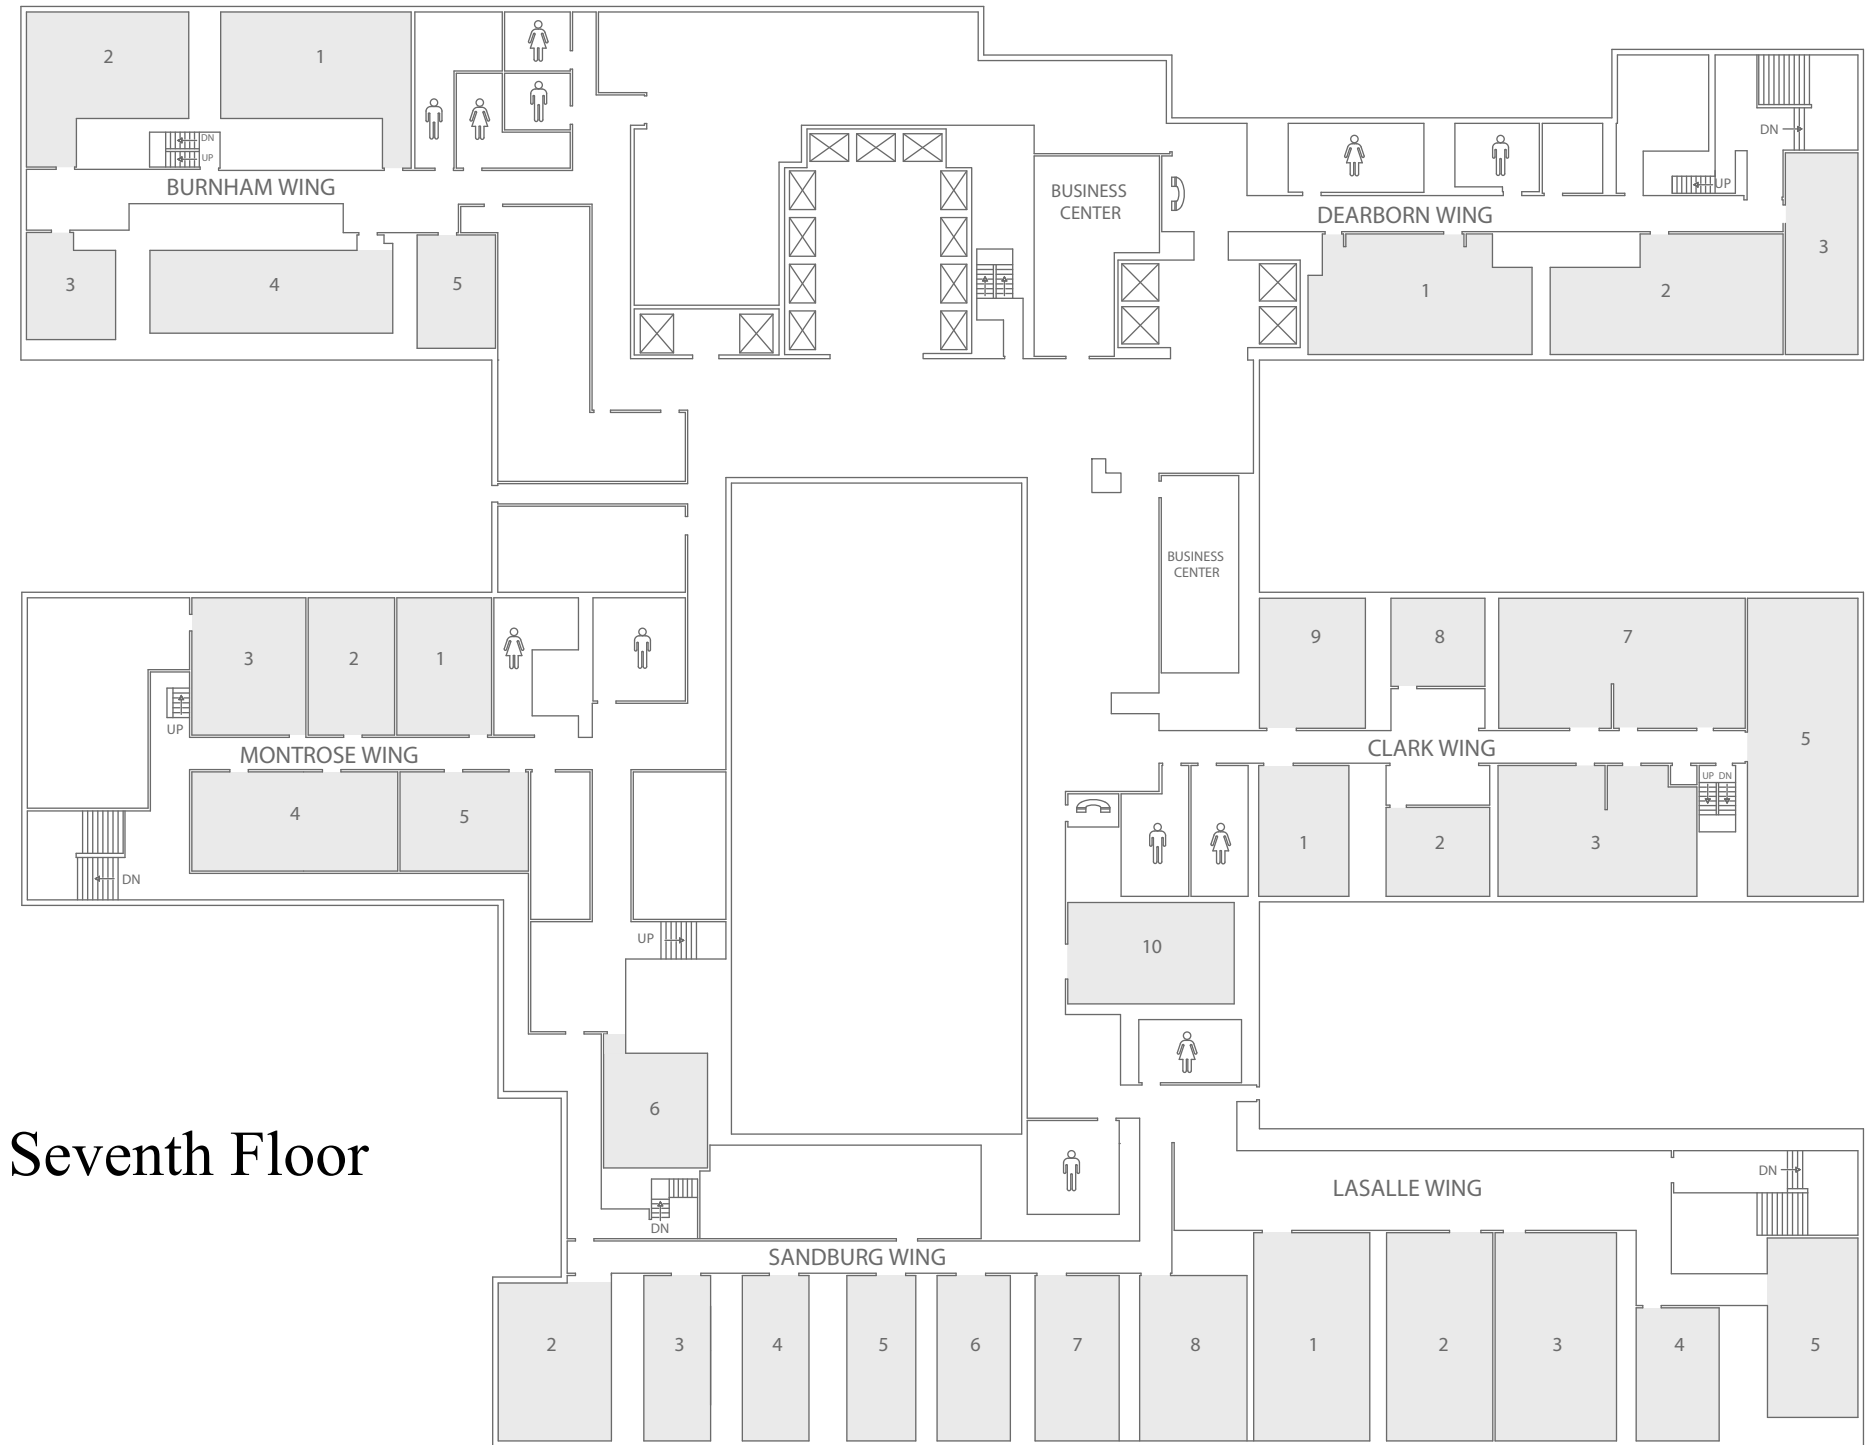 2
1
DN
UP
BURNHAM WING
3
4
5
BUSINESS
CENTER
DN
UP
DEARBORN WING
1
2
3
BUSINESS
CENTER
3
2
1
UP
MONTROSE WING
4
5
DN
UP
6
9
8
7
5
CLARK WING
UP DN
1
2
3
10
Seventh Floor
DN
LASALLE WING
DN
SANDBURG WING
2
3
4
5
6
7
8
1
2
3
4
5